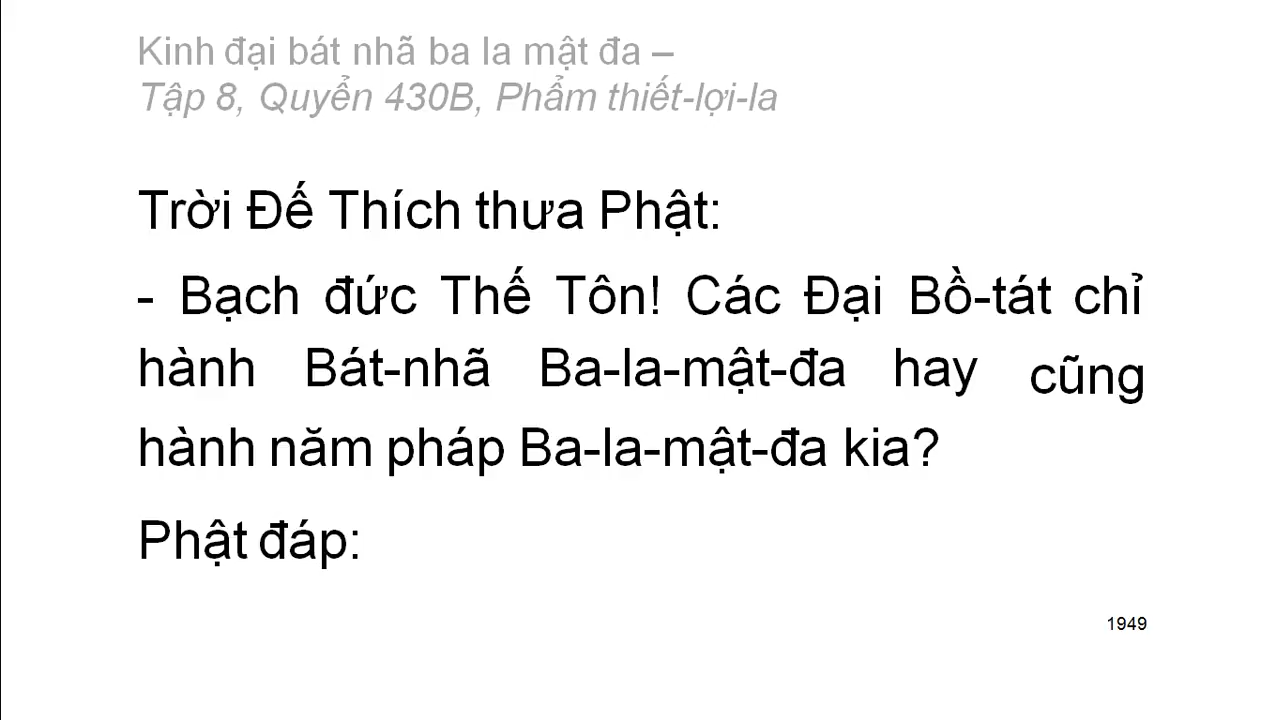 Kinh đại bát nhã ba la mật đa –
Tập 8, Quyển 430B, Phẩm thiết-lợi-la
Trời Đế Thích thưa Phật:
- Bạch đức Thế Tôn! Các Đại Bồ-tát chỉ
hành Bát-nhã Ba-la-mật-đa hay cũng
hành năm pháp Ba-la-mật-đa kia?
Phật đáp:
1949